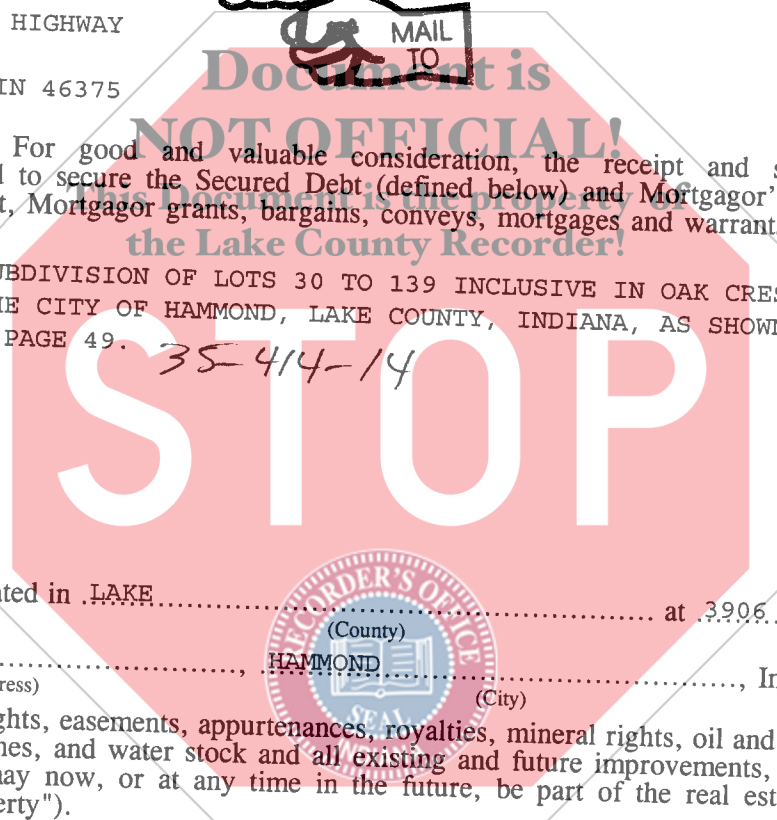 HIGHWAY
MAIL
TO
IN 46375
Document is
NOT OFFICIAL!
This Document is the property of
the Lake County Recorder!
For good and valuable consideration, the receipt and s
l to secure the Secured Debt (defined below) and Mortgagor'
t, Mortgagor grants, bargains, conveys, mortgages and warrant
UBDIVISION OF LOTS 30 TO 139 INCLUSIVE IN OAK CRES
HE CITY OF HAMMOND, LAKE COUNTY, INDIANA, AS SHOWN
PAGE 49. 35-414-14
STOP
ated in LAKE at 3906
(County)
RECORDER'S OFFICE
, HAMMOND , In
ress) (City)
SEAL
INDIANA
ghts, easements, appurtenances, royalties, mineral rights, oil and
nes, and water stock and all existing and future improvements,
may now, or at any time in the future, be part of the real est
erty").